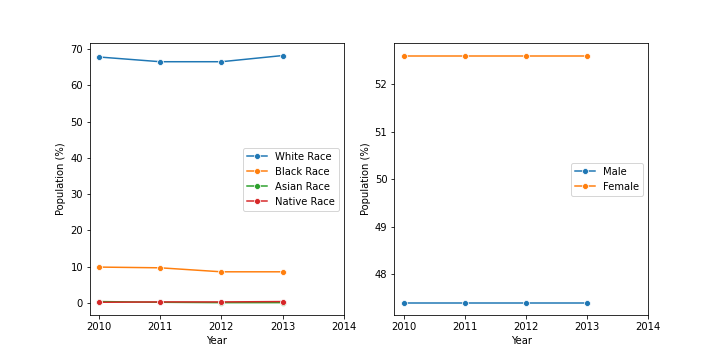 70
60
50
40
30
20
10
0
Population (%)
2010 2011 2012 2013 2014
Year
White Race
Black Race
Asian Race
Native Race
52
51
50
49
48
Population (%)
2010 2011 2012 2013 2014
Year
Male
Female